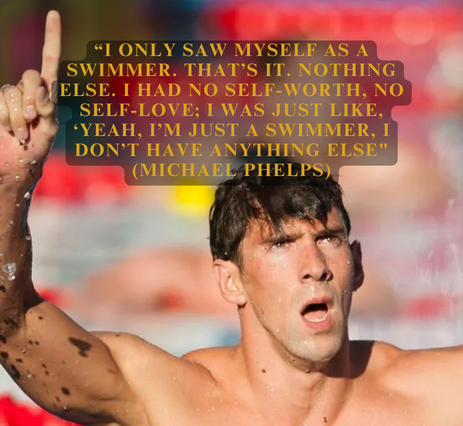 “I ONLY SAW MYSELF AS A
SWIMMER. THAT’S IT. NOTHING
ELSE. I HAD NO SELF-WORTH, NO
SELF-LOVE; I WAS JUST LIKE,
‘YEAH, I’M JUST A SWIMMER, I
DON’T HAVE ANYTHING ELSE"
(MICHAEL PHELPS)